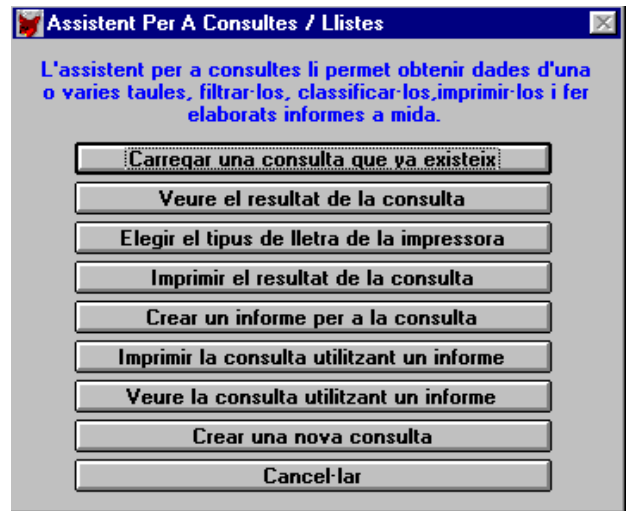 Assistent Per A Consultes / Llistes
L'assistent per a consultes li permet obtenir dades d'una
o varies taules, filtrar·los, classificar·los,imprimir·los i fer
elaborats informes a mida.
Carregar una consulta que ya existeix
Veure el resultat de la consulta
Elegir el tipus de lletra de la impressora
Imprimir el resultat de la consulta
Crear un informe per a la consulta
Imprimir la consulta utilitzant un informe
Veure la consulta utilitzant un informe
Crear una nova consulta
Cancel·lar